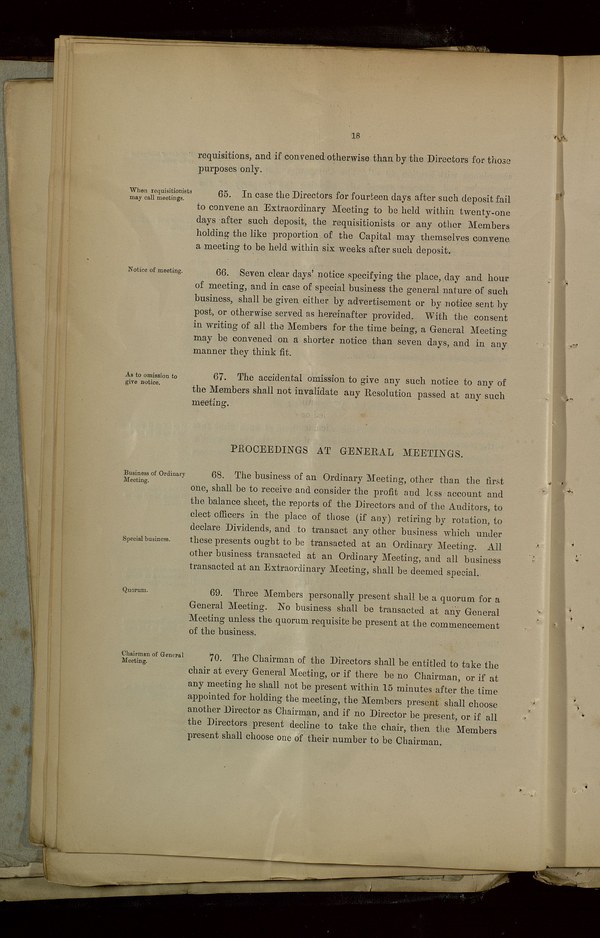 18
requisitions, and if convened otherwise than by the Directors for those
purposes only.
When requisitionists
may call meetings.
65. In case the Directors for fourteen days after such deposit fail
to convene an Extraordinary Meeting to be held within twenty-one
days after such deposit, the requisitionists or any other Members
holding the like proportion of the Capital may themselves convene
a meeting to be held within six weeks after such deposit.
Notice of meeting.
66. Seven clear days' notice specifying the place, day and hour
of meeting, and in case of special business the general nature of such
business, shall be given either by advertisement or by notice sent by
post, or otherwise served as hereinafter provided. With the consent
in writing of all the Members for the time being, a General Meeting
may be convened on a shorter notice than seven days, and in any
manner they think fit.
As to omission to
give notice.
67. The accidental omission to give any such notice to any of
the Members shall not invalidate any Resolution passed at any such
meeting.
PROCEEDINGS AT GENERAL MEETINGS.
Business of Ordinary
Meeting.
68. The business of an Ordinary Meeting, other than the first
one, shall be to receive and consider the profit and loss account and
the balance sheet, the reports of the Directors and of the Auditors, to
elect officers in the place of those (if any) retiring by rotation, to
declare Dividends, and to transact any other business which under
Special business.
these presents ought to be transacted at an Ordinary Meeting. All
other business transacted at an Ordinary Meeting, and all business
transacted at an Extraordinary Meeting, shall be deemed special.
Quorum.
69. Three Members personally present shall be a quorum for a
General Meeting. No business shall be transacted at any General
Meeting unless the quorum requisite be present at the commencement
of the business.
Chairman of General
Meeting.
70. The Chairman of the Directors shall be entitled to take the
chair at every General Meeting, or if there be no Chairman, or if at
any meeting he shall not be present within 15 minutes after the time
appointed for holding the meeting, the Members present shall choose
another Director as Chairman, and if no Director be present, or if all
the Directors present decline to take the chair, then the Members
present shall choose one of their number to be Chairman.